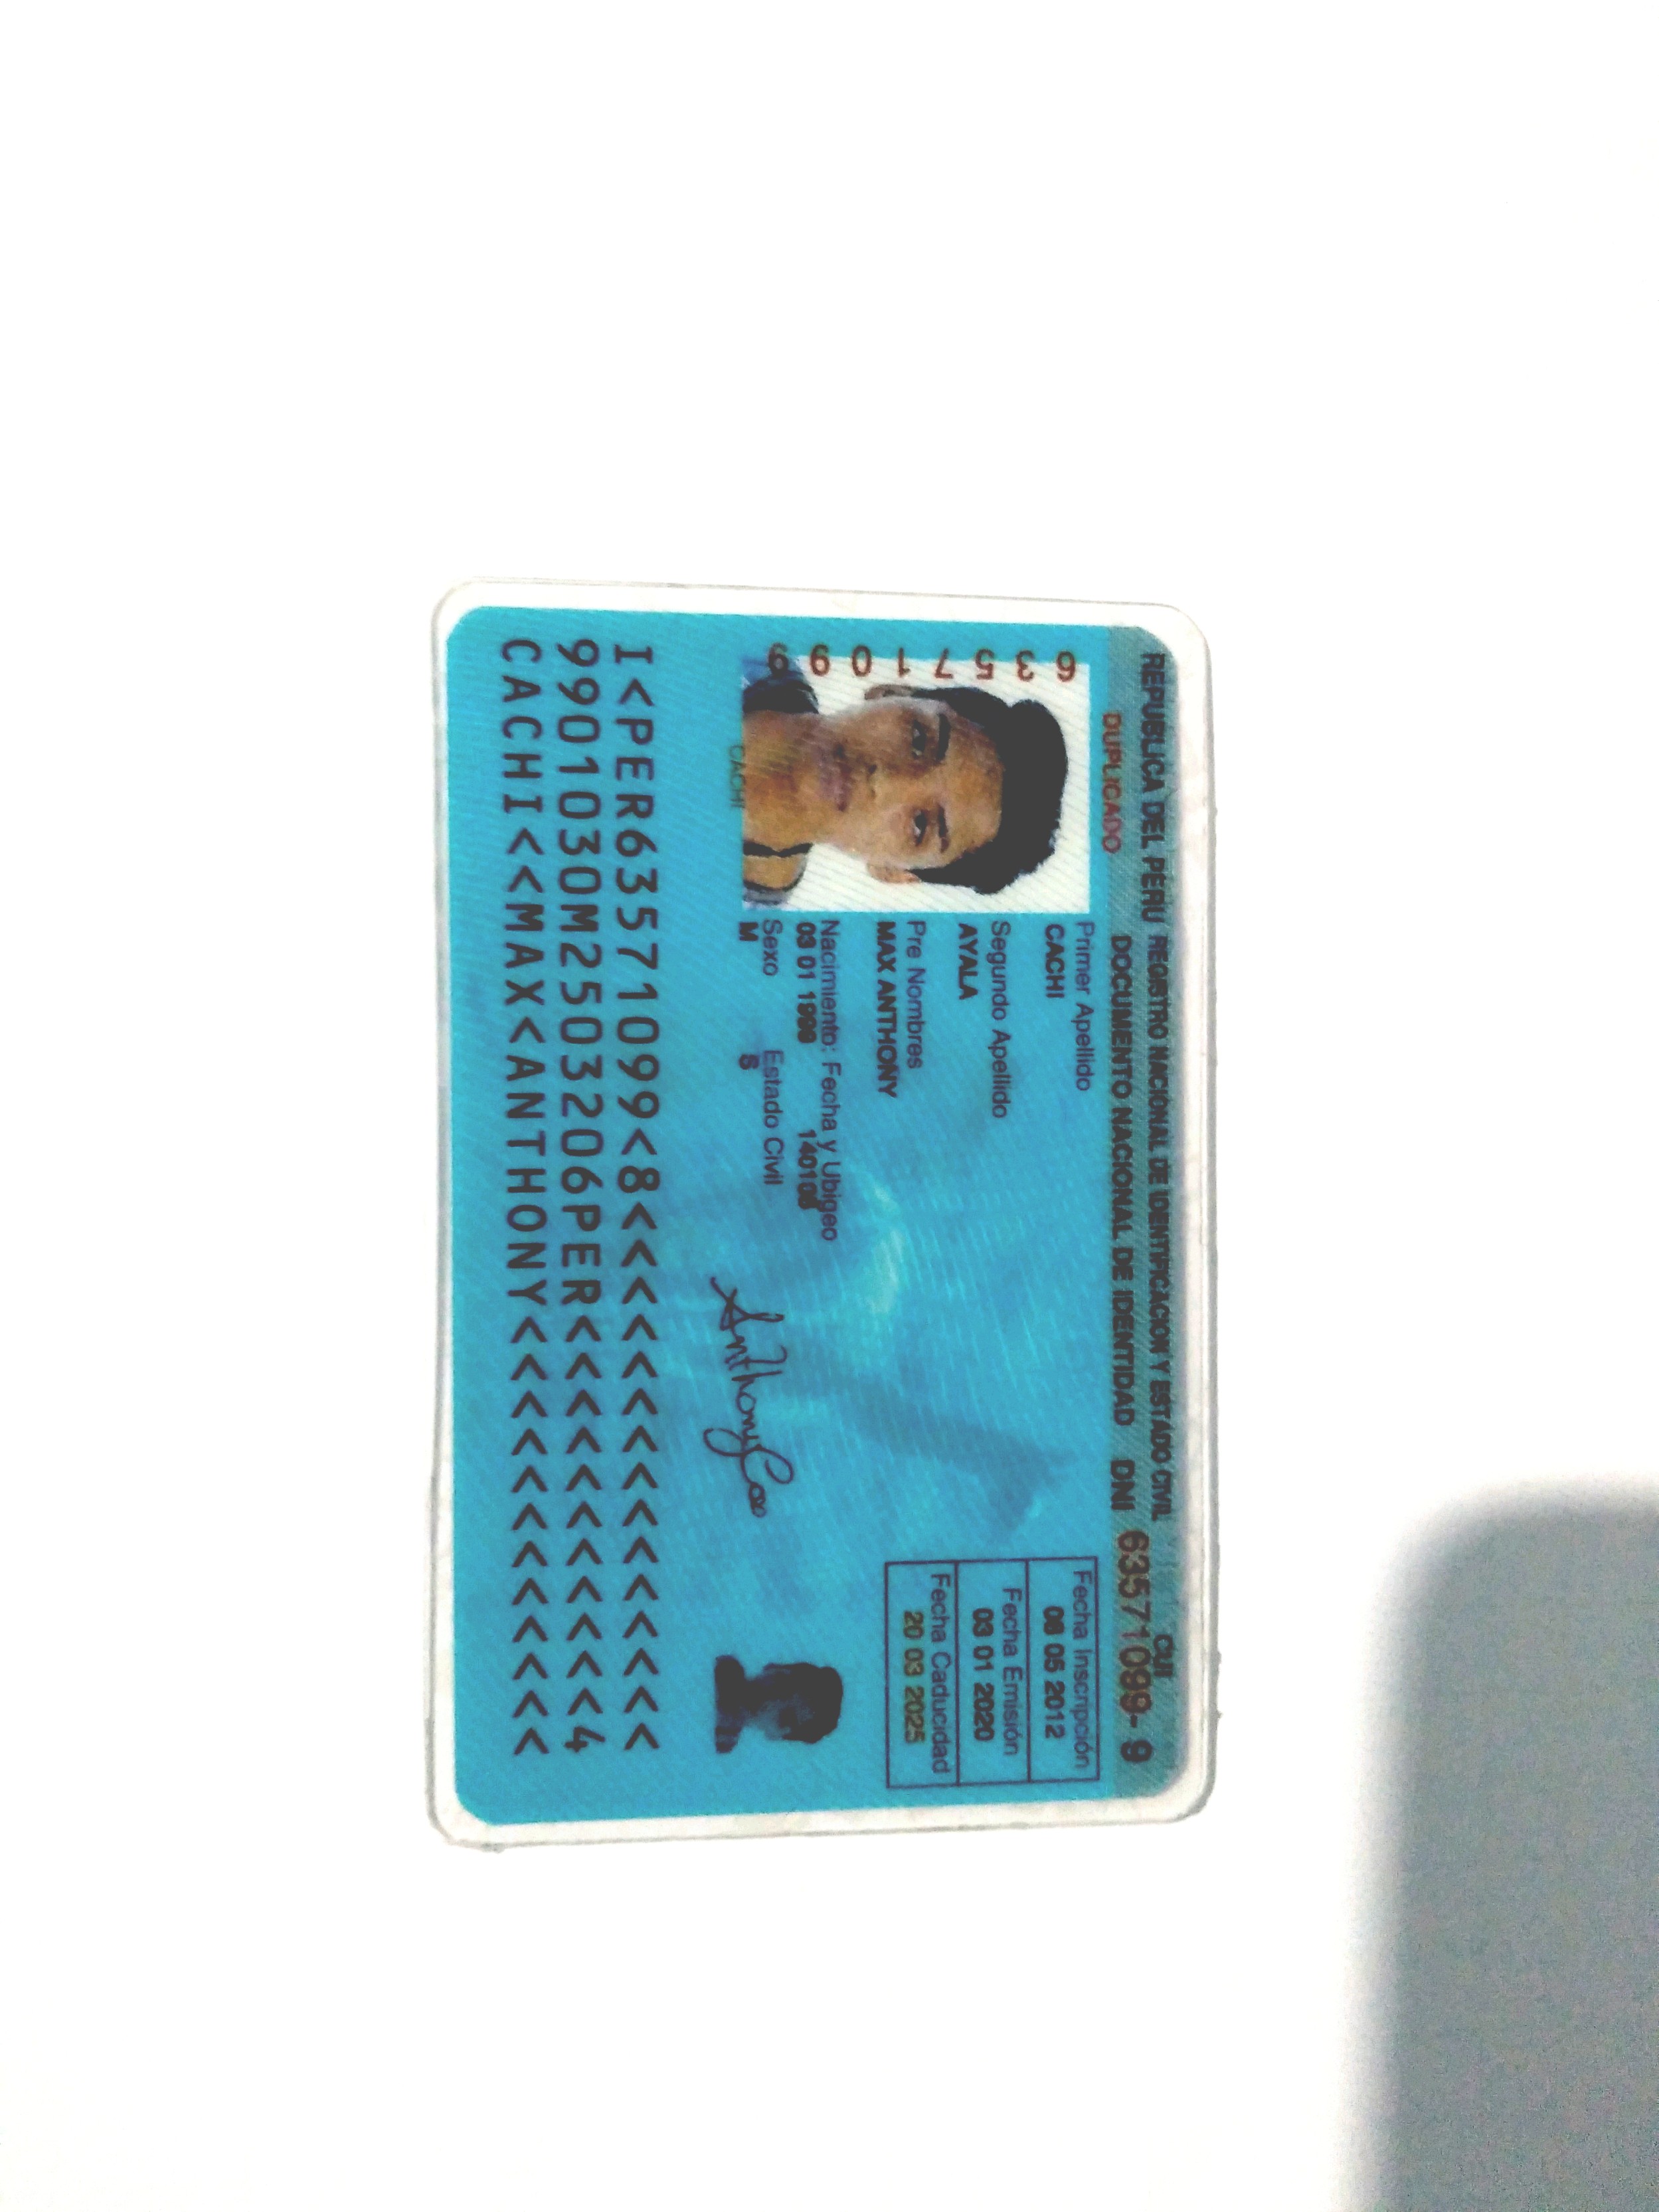 REPUBLICA DEL PERU REGISTRO NACIONAL DE IDENTIFICACION Y ESTADO CIVIL
CUI
DUPLICADO
DOCUMENTO NACIONAL DE IDENTIDAD DNI 63571099-9
63571099
Primer Apellido
CACHI
Segundo Apellido
AYALA
Pre Nombres
MAX ANTHONY
Nacimiento: Fecha y Ubigeo
03 01 1999
Sexo Estado Civil
M S
Fecha Inscripción
08 05 2012
Fecha Emisión
03 01 2020
Fecha Caducidad
20 03 2025
CACHI
I<PER63571099<8<<<<<<<<<<<<<<<
9901030M2503206PER<<<<<<<<<<<4
CACHI<<MAX<ANTHONY<<<<<<<<<<<<